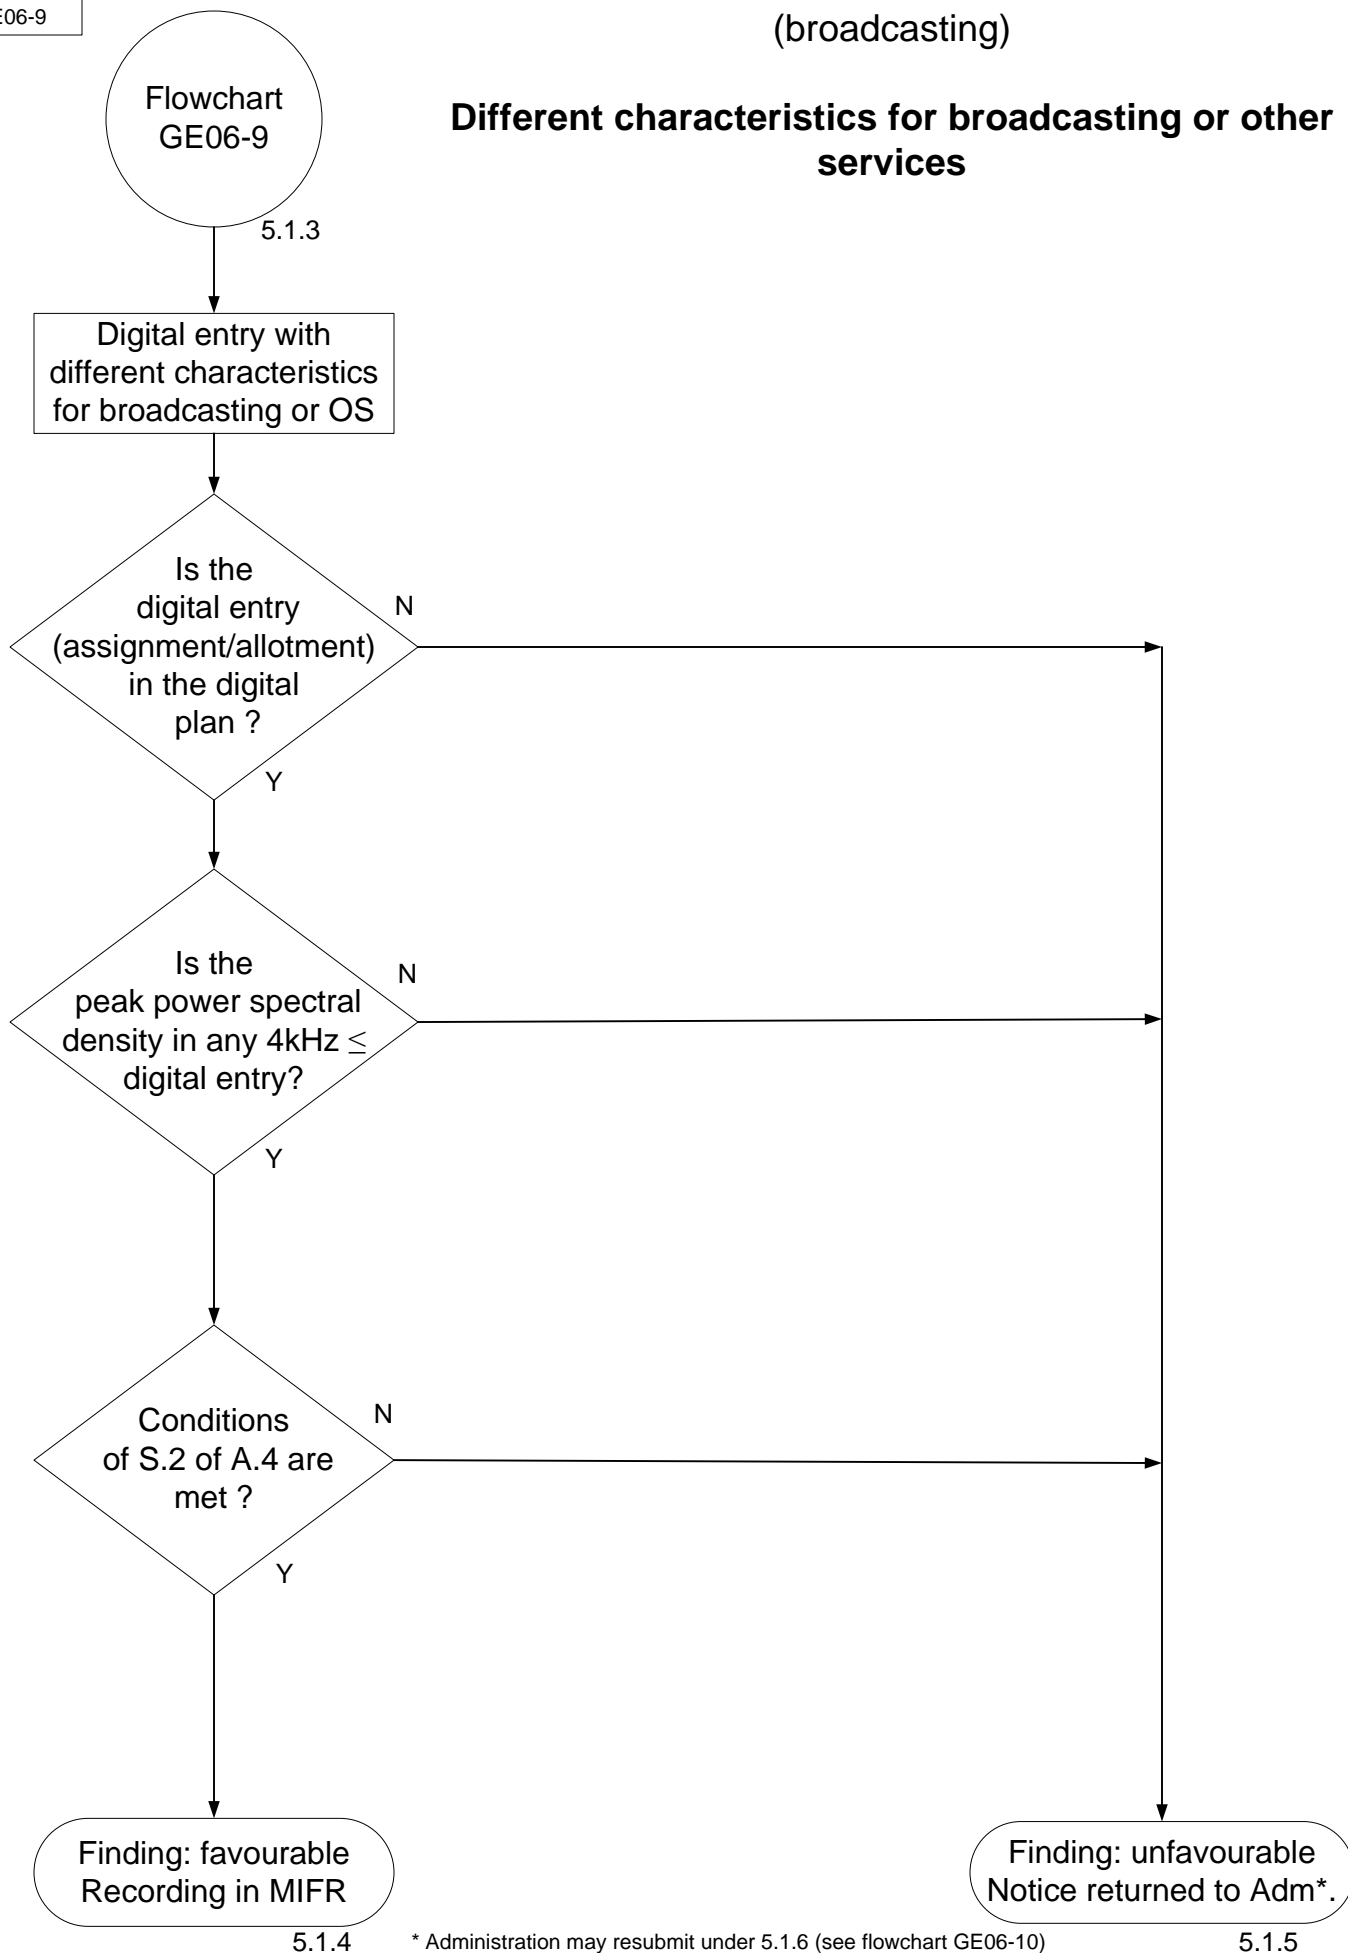 E06-9
(broadcasting)
Different characteristics for broadcasting or other
services
Flowchart
GE06-9
5.1.3
Digital entry with
different characteristics
for broadcasting or OS
Is the
digital entry
(assignment/allotment)
in the digital
plan ?
N
Y
Is the
peak power spectral
density in any 4kHz ≤
digital entry?
N
Y
Conditions
of S.2 of A.4 are
met ?
N
Y
Finding: favourable
Recording in MIFR
5.1.4
Finding: unfavourable
Notice returned to Adm*.
5.1.5
* Administration may resubmit under 5.1.6 (see flowchart GE06-10)